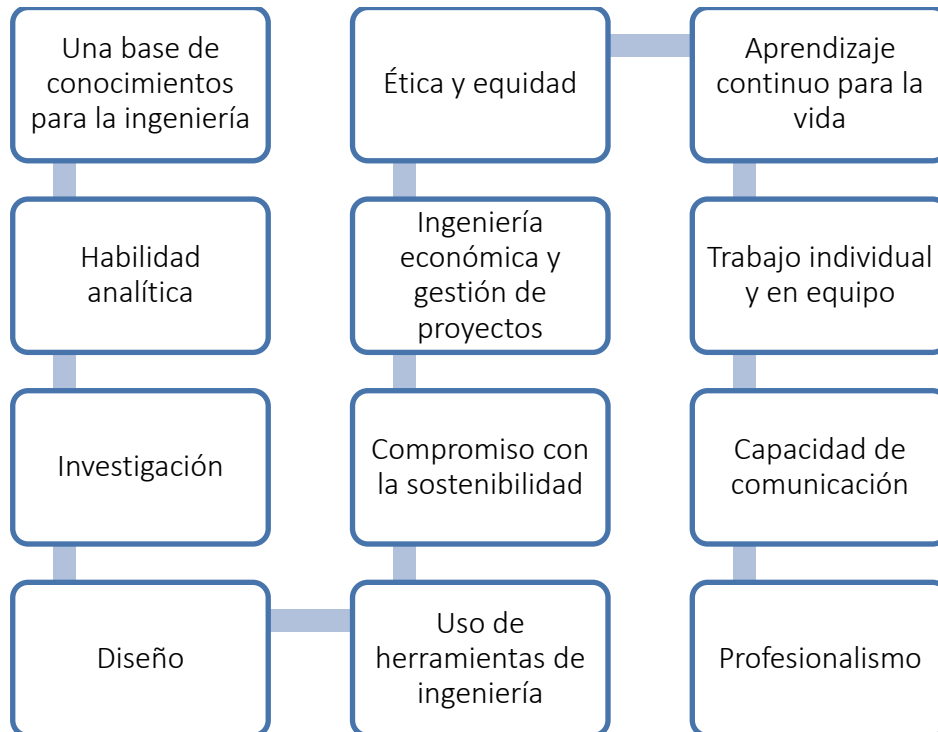 Una base de
conocimientos
para la ingeniería
Habilidad
analítica
Investigación
Diseño
Uso de
herramientas de
ingeniería
Compromiso con
la sostenibilidad
Ingeniería
económica y
gestión de
proyectos
Ética y equidad
Aprendizaje
continuo para la
vida
Trabajo individual
y en equipo
Capacidad de
comunicación
Profesionalismo